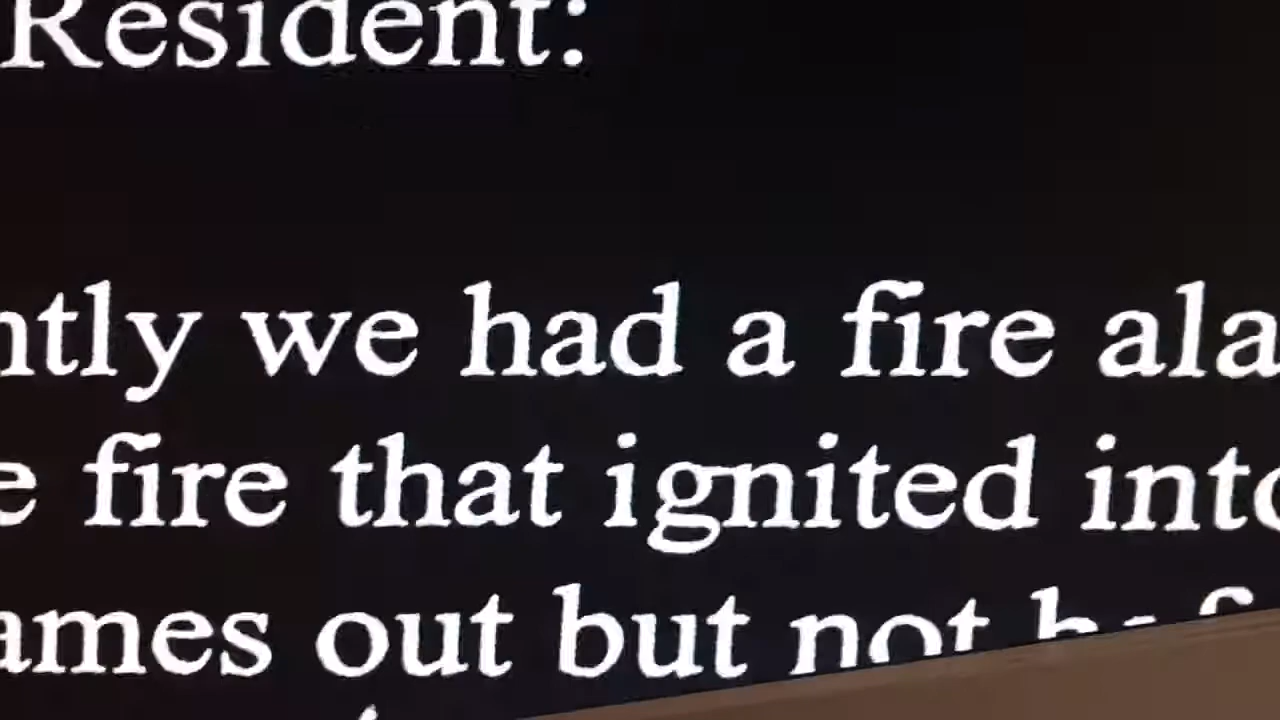 Resident:
ntly we had a fire ala
e fire that ignited into
ames out but not